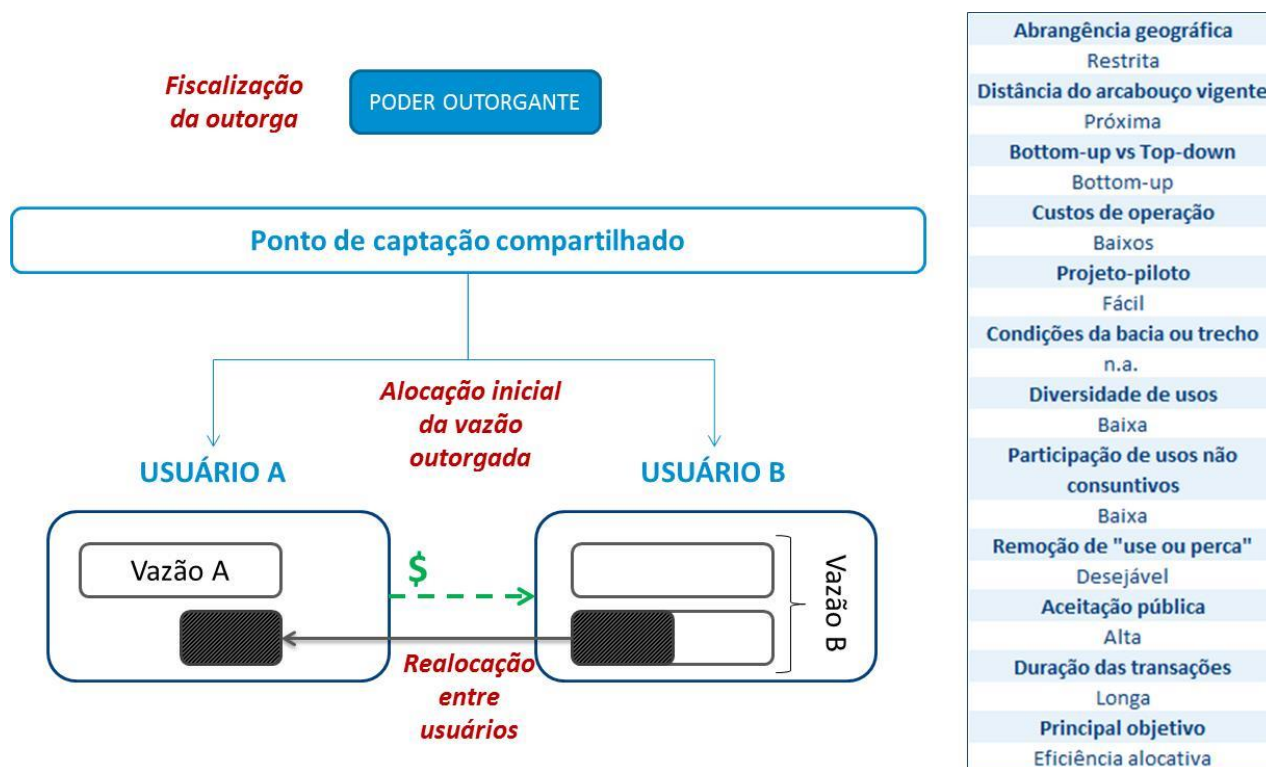 Fiscalização
da outorga
PODER OUTORGANTE
Ponto de captação compartilhado
Alocação inicial
da vazão
outorgada
USUÁRIO A
USUÁRIO B
Vazão A
$
Vazão B
Realocação
entre
usuários
Abrangência geográfica
Restrita
Distância do arcabouço vigente
Próxima
Bottom-up vs Top-down
Bottom-up
Custos de operação
Baixos
Projeto-piloto
Fácil
Condições da bacia ou trecho
n.a.
Diversidade de usos
Baixa
Participação de usos não
consuntivos
Baixa
Remoção de "use ou perca"
Desejável
Aceitação pública
Alta
Duração das transações
Longa
Principal objetivo
Eficiência alocativa